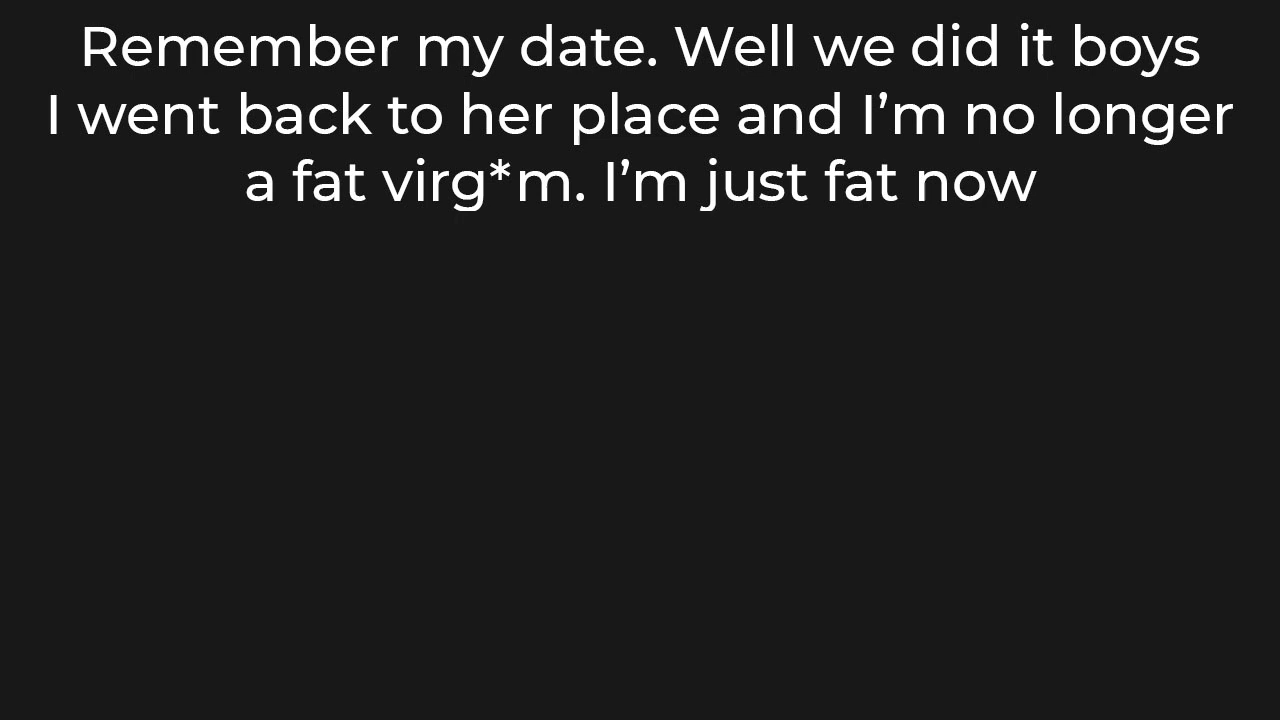 Remember my date. Well we did it boys
I went back to her place and I’m no longer
a fat virg*m. I’m just fat now